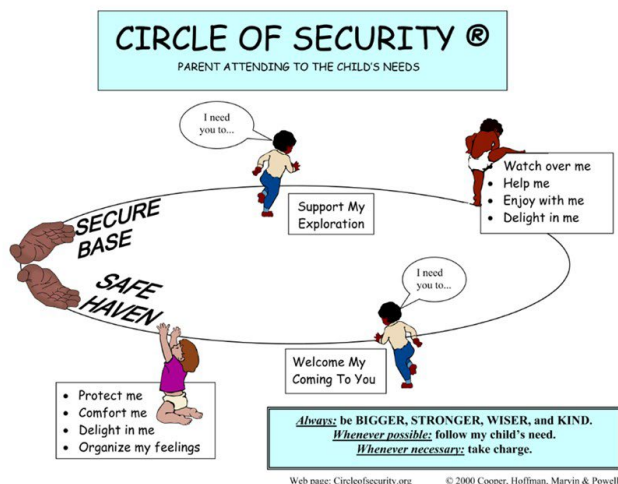 CIRCLE OF SECURITY ®
PARENT ATTENDING TO THE CHILD'S NEEDS
I need
you to...
Support My
Exploration
• Watch over me
• Help me
• Enjoy with me
• Delight in me
SECURE
BASE
SAFE
HAVEN
I need
you to...
Welcome My
Coming To You
• Protect me
• Comfort me
• Delight in me
• Organize my feelings
Always: be BIGGER, STRONGER, WISER, and KIND.
Whenever possible: follow my child's need.
Whenever necessary: take charge.
Web page: Circleofsecurity.org © 2000 Cooper, Hoffman, Marvin & Powell